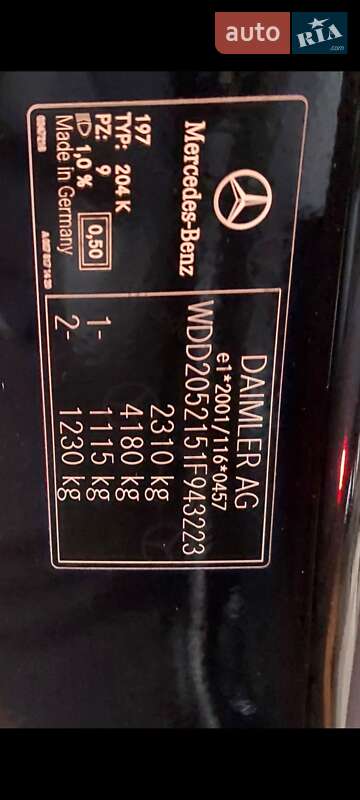 auto
RIA
.com
Mercedes-Benz
197
TYP: 204 K
PZ: 9
1,0 %
0,50
Made in Germany
DAIMLER AG
e1*2001/116*0457
WDD2052151F943223
2310 kg
4180 kg
1- 1115 kg
2- 1230 kg